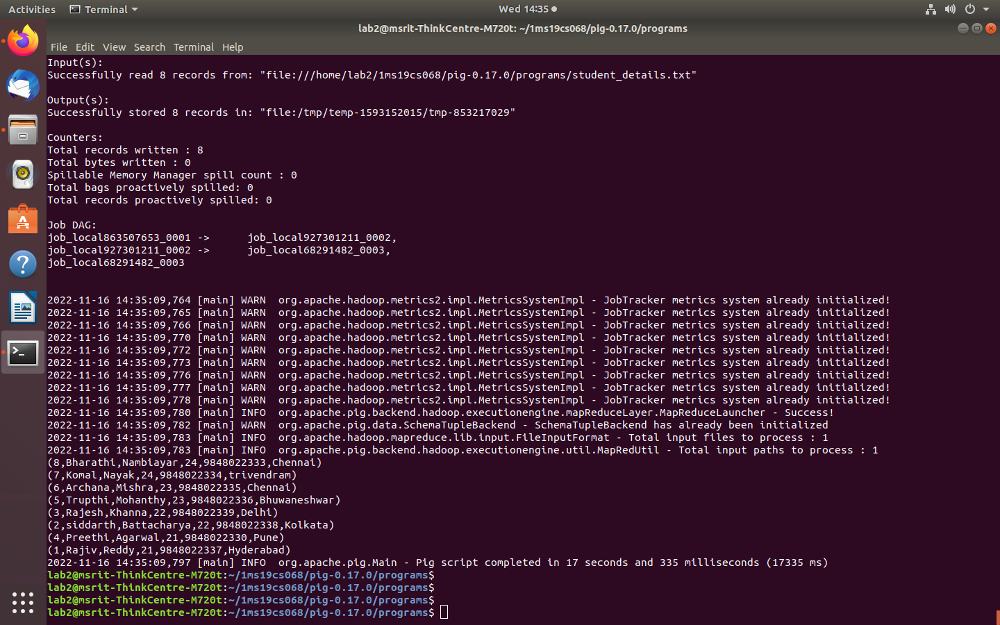 Activities Terminal Wed 14:35
lab2@msrit-ThinkCentre-M720t: ~/1ms19cs068/pig-0.17.0/programs
File Edit View Search Terminal Help
Input(s):
Successfully read 8 records from: "file:///home/lab2/1ms19cs068/pig-0.17.0/programs/student_details.txt"
Output(s):
Successfully stored 8 records in: "file:/tmp/temp-1593152015/tmp-853217029"
Counters:
Total records written : 8
Total bytes written : 0
Spillable Memory Manager spill count : 0
Total bags proactively spilled: 0
Total records proactively spilled: 0
Job DAG:
job_local863507653_0001 -> job_local927301211_0002,
job_local927301211_0002 -> job_local68291482_0003,
job_local68291482_0003
2022-11-16 14:35:09,764 [main] WARN org.apache.hadoop.metrics2.impl.MetricsSystemImpl - JobTracker metrics system already initialized!
2022-11-16 14:35:09,765 [main] WARN org.apache.hadoop.metrics2.impl.MetricsSystemImpl - JobTracker metrics system already initialized!
2022-11-16 14:35:09,766 [main] WARN org.apache.hadoop.metrics2.impl.MetricsSystemImpl - JobTracker metrics system already initialized!
2022-11-16 14:35:09,770 [main] WARN org.apache.hadoop.metrics2.impl.MetricsSystemImpl - JobTracker metrics system already initialized!
2022-11-16 14:35:09,772 [main] WARN org.apache.hadoop.metrics2.impl.MetricsSystemImpl - JobTracker metrics system already initialized!
2022-11-16 14:35:09,773 [main] WARN org.apache.hadoop.metrics2.impl.MetricsSystemImpl - JobTracker metrics system already initialized!
2022-11-16 14:35:09,776 [main] WARN org.apache.hadoop.metrics2.impl.MetricsSystemImpl - JobTracker metrics system already initialized!
2022-11-16 14:35:09,777 [main] WARN org.apache.hadoop.metrics2.impl.MetricsSystemImpl - JobTracker metrics system already initialized!
2022-11-16 14:35:09,778 [main] WARN org.apache.hadoop.metrics2.impl.MetricsSystemImpl - JobTracker metrics system already initialized!
2022-11-16 14:35:09,780 [main] INFO org.apache.pig.backend.hadoop.executionengine.mapReduceLayer.MapReduceLauncher - Success!
2022-11-16 14:35:09,782 [main] WARN org.apache.pig.data.SchemaTupleBackend - SchemaTupleBackend has already been initialized
2022-11-16 14:35:09,783 [main] INFO org.apache.hadoop.mapreduce.lib.input.FileInputFormat - Total input files to process : 1
2022-11-16 14:35:09,783 [main] INFO org.apache.pig.backend.hadoop.executionengine.util.MapRedUtil - Total input paths to process : 1
(8,Bharathi,Nambiayar,24,9848022333,Chennai)
(7,Komal,Nayak,24,9848022334,trivendram)
(6,Archana,Mishra,23,9848022335,Chennai)
(5,Trupthi,Mohanthy,23,9848022336,Bhuwaneshwar)
(3,Rajesh,Khanna,22,9848022339,Delhi)
(2,siddarth,Battacharya,22,9848022338,Kolkata)
(4,Preethi,Agarwal,21,9848022330,Pune)
(1,Rajiv,Reddy,21,9848022337,Hyderabad)
2022-11-16 14:35:09,797 [main] INFO org.apache.pig.Main - Pig script completed in 17 seconds and 335 milliseconds (17335 ms)
lab2@msrit-ThinkCentre-M720t:~/1ms19cs068/pig-0.17.0/programs$
lab2@msrit-ThinkCentre-M720t:~/1ms19cs068/pig-0.17.0/programs$
lab2@msrit-ThinkCentre-M720t:~/1ms19cs068/pig-0.17.0/programs$
lab2@msrit-ThinkCentre-M720t:~/1ms19cs068/pig-0.17.0/programs$